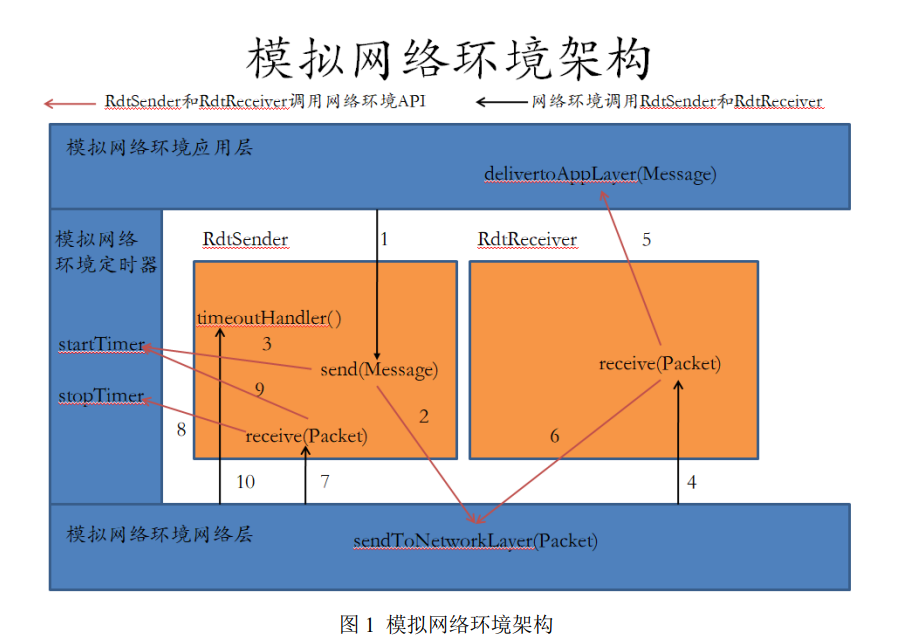 模拟网络环境架构
RdtSender和RdtReceiver调用网络环境API
网络环境调用RdtSender和RdtReceiver
模拟网络环境应用层
delivertoAppLayer(Message)
模拟网络
环境定时器
RdtSender
1
RdtReceiver
5
timeoutHandler()
startTimer
3
send(Message)
receive(Packet)
stopTimer
9
2
8
receive(Packet)
6
10
7
4
模拟网络环境网络层
sendToNetworkLayer(Packet)
图 1 模拟网络环境架构